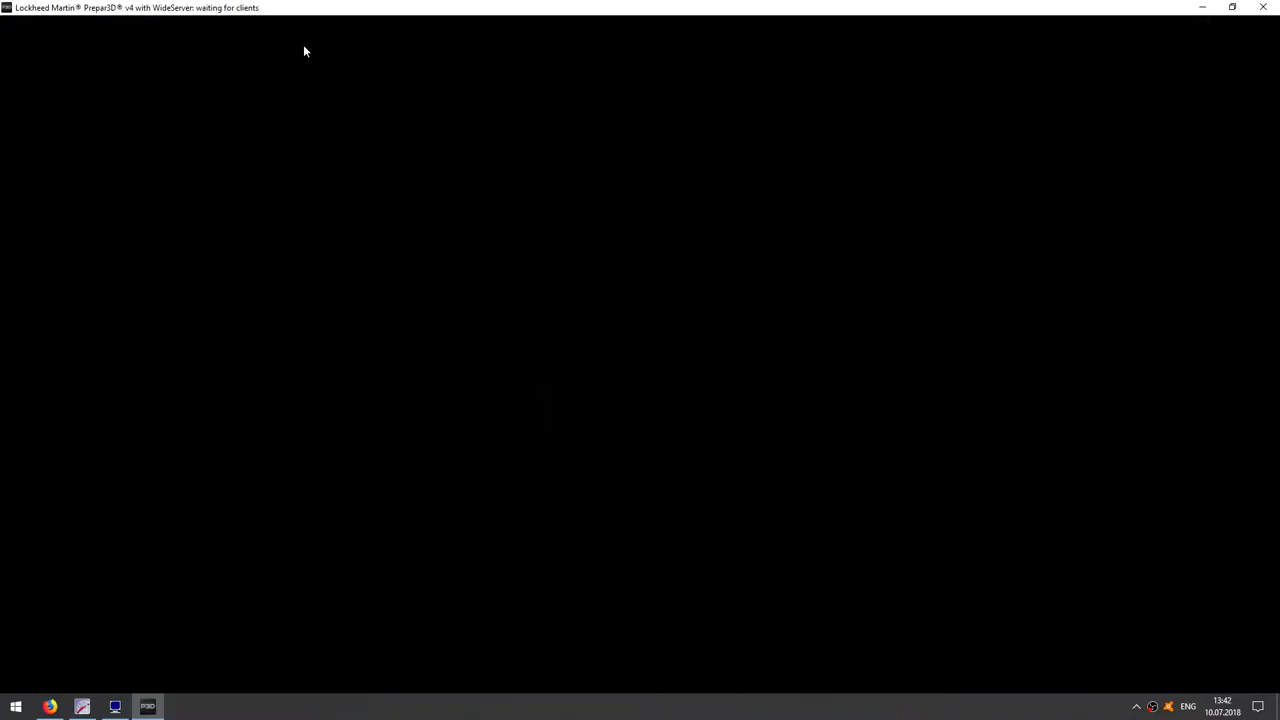 Lockheed Martin® Prepar3D® v4 with WideServer: waiting for clients
P3D
ENG
13:42
10.07.2018